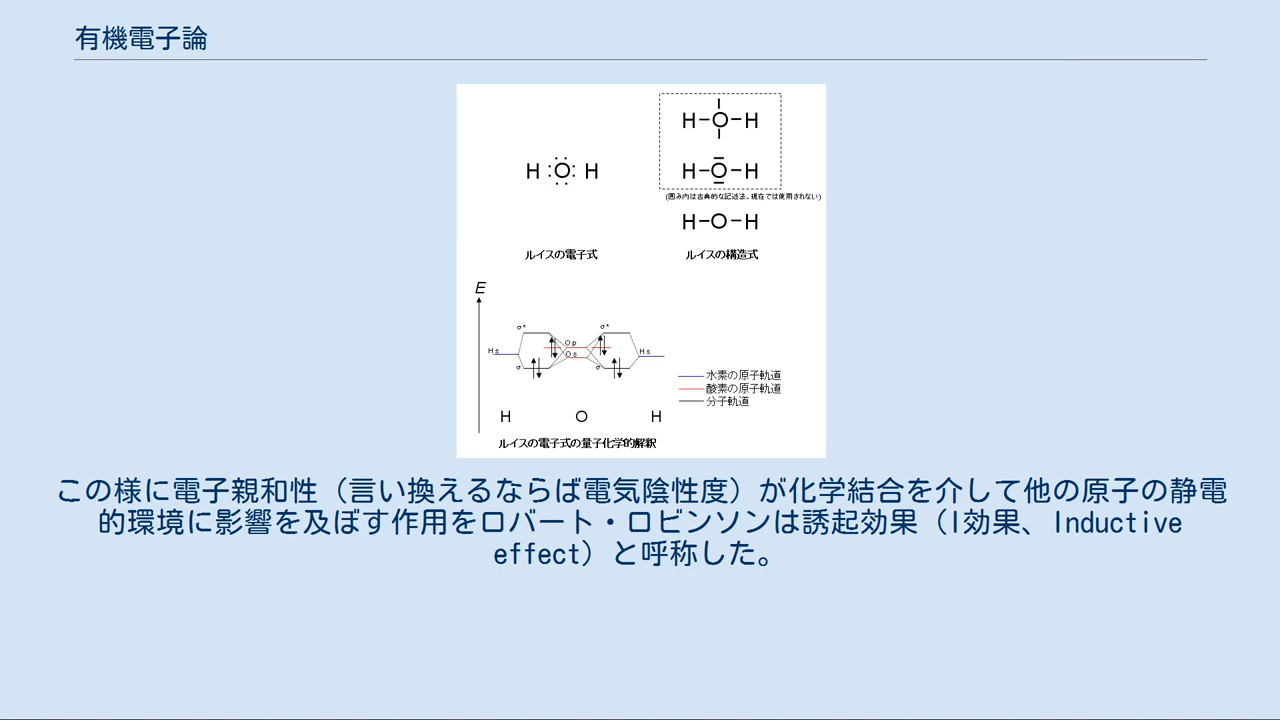 有機電子論
H-O-H
H :O: H
H-O-H
(囲み内は古典的な記述法。現在では使用されない)
H-O-H
ルイスの電子式
ルイスの構造式
E
σ*
σ*
Hs
Op
Os
Hs
σ
σ
水素の原子軌道
酸素の原子軌道
分子軌道
H O H
ルイスの電子式の量子化学的解釈
この様に電子親和性（言い換えるならば電気陰性度）が化学結合を介して他の原子の静電
的環境に影響を及ぼす作用をロバート・ロビンソンは誘起効果（I効果、Inductive
effect）と呼称した。